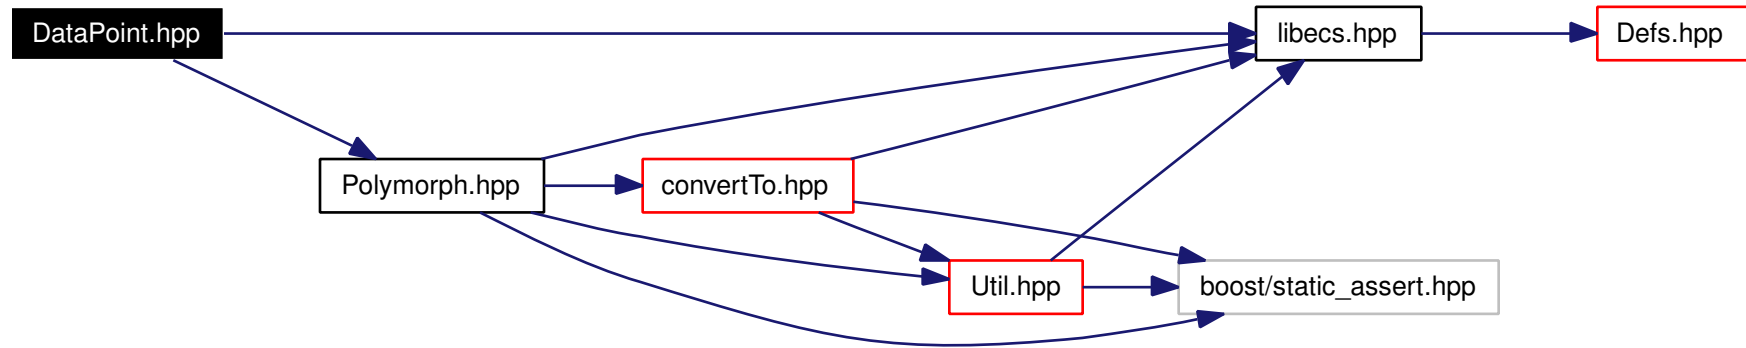 DataPoint.hpp
libecs.hpp
Defs.hpp
Polymorph.hpp
convertTo.hpp
Util.hpp
boost/static_assert.hpp